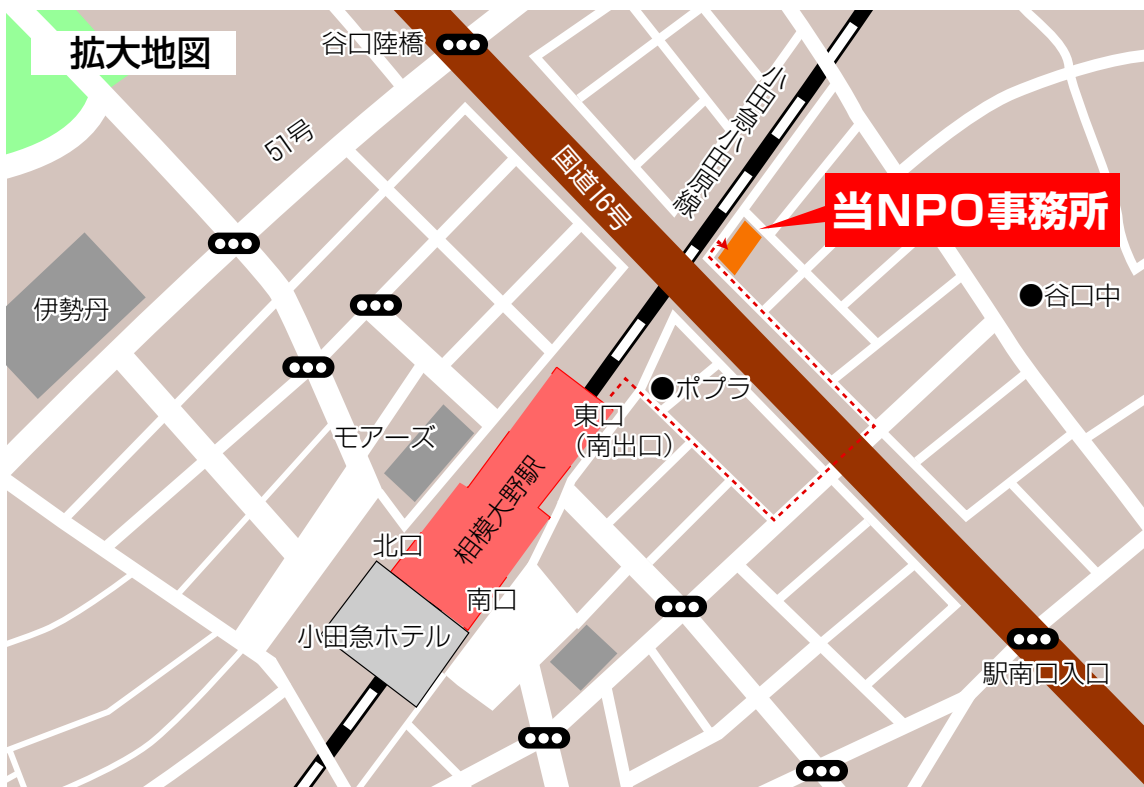 拡大地図
谷口陸橋
51号
小田急小田原線
国道16号
当NPO事務所
伊勢丹
谷口中
ポプラ
東口
（南出口）
モアーズ
相模大野駅
北口
南口
小田急ホテル
駅南口入口